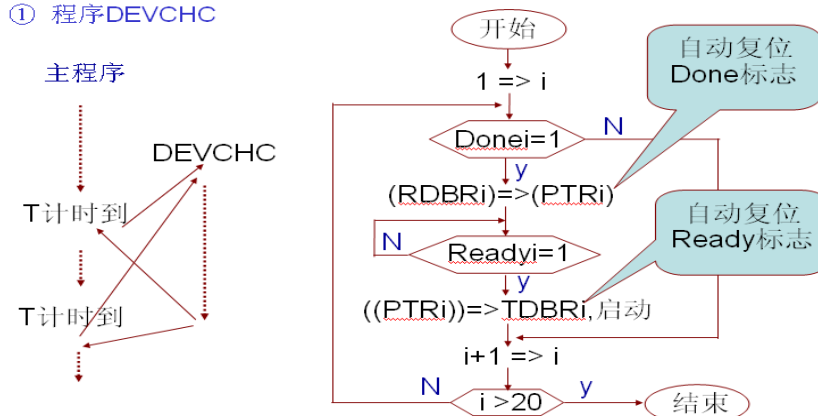 ① 程序DEVCHC
主程序
DEVCHC
T计时到
T计时到
开始
1 => i
Donei=1
N
y
(RDBRi)=>(PTRi)
自动复位
Done标志
N
Readyi=1
y
自动复位
Ready标志
((PTRi))=>TDBRi,启动
i+1 => i
N
i >20
y
结束